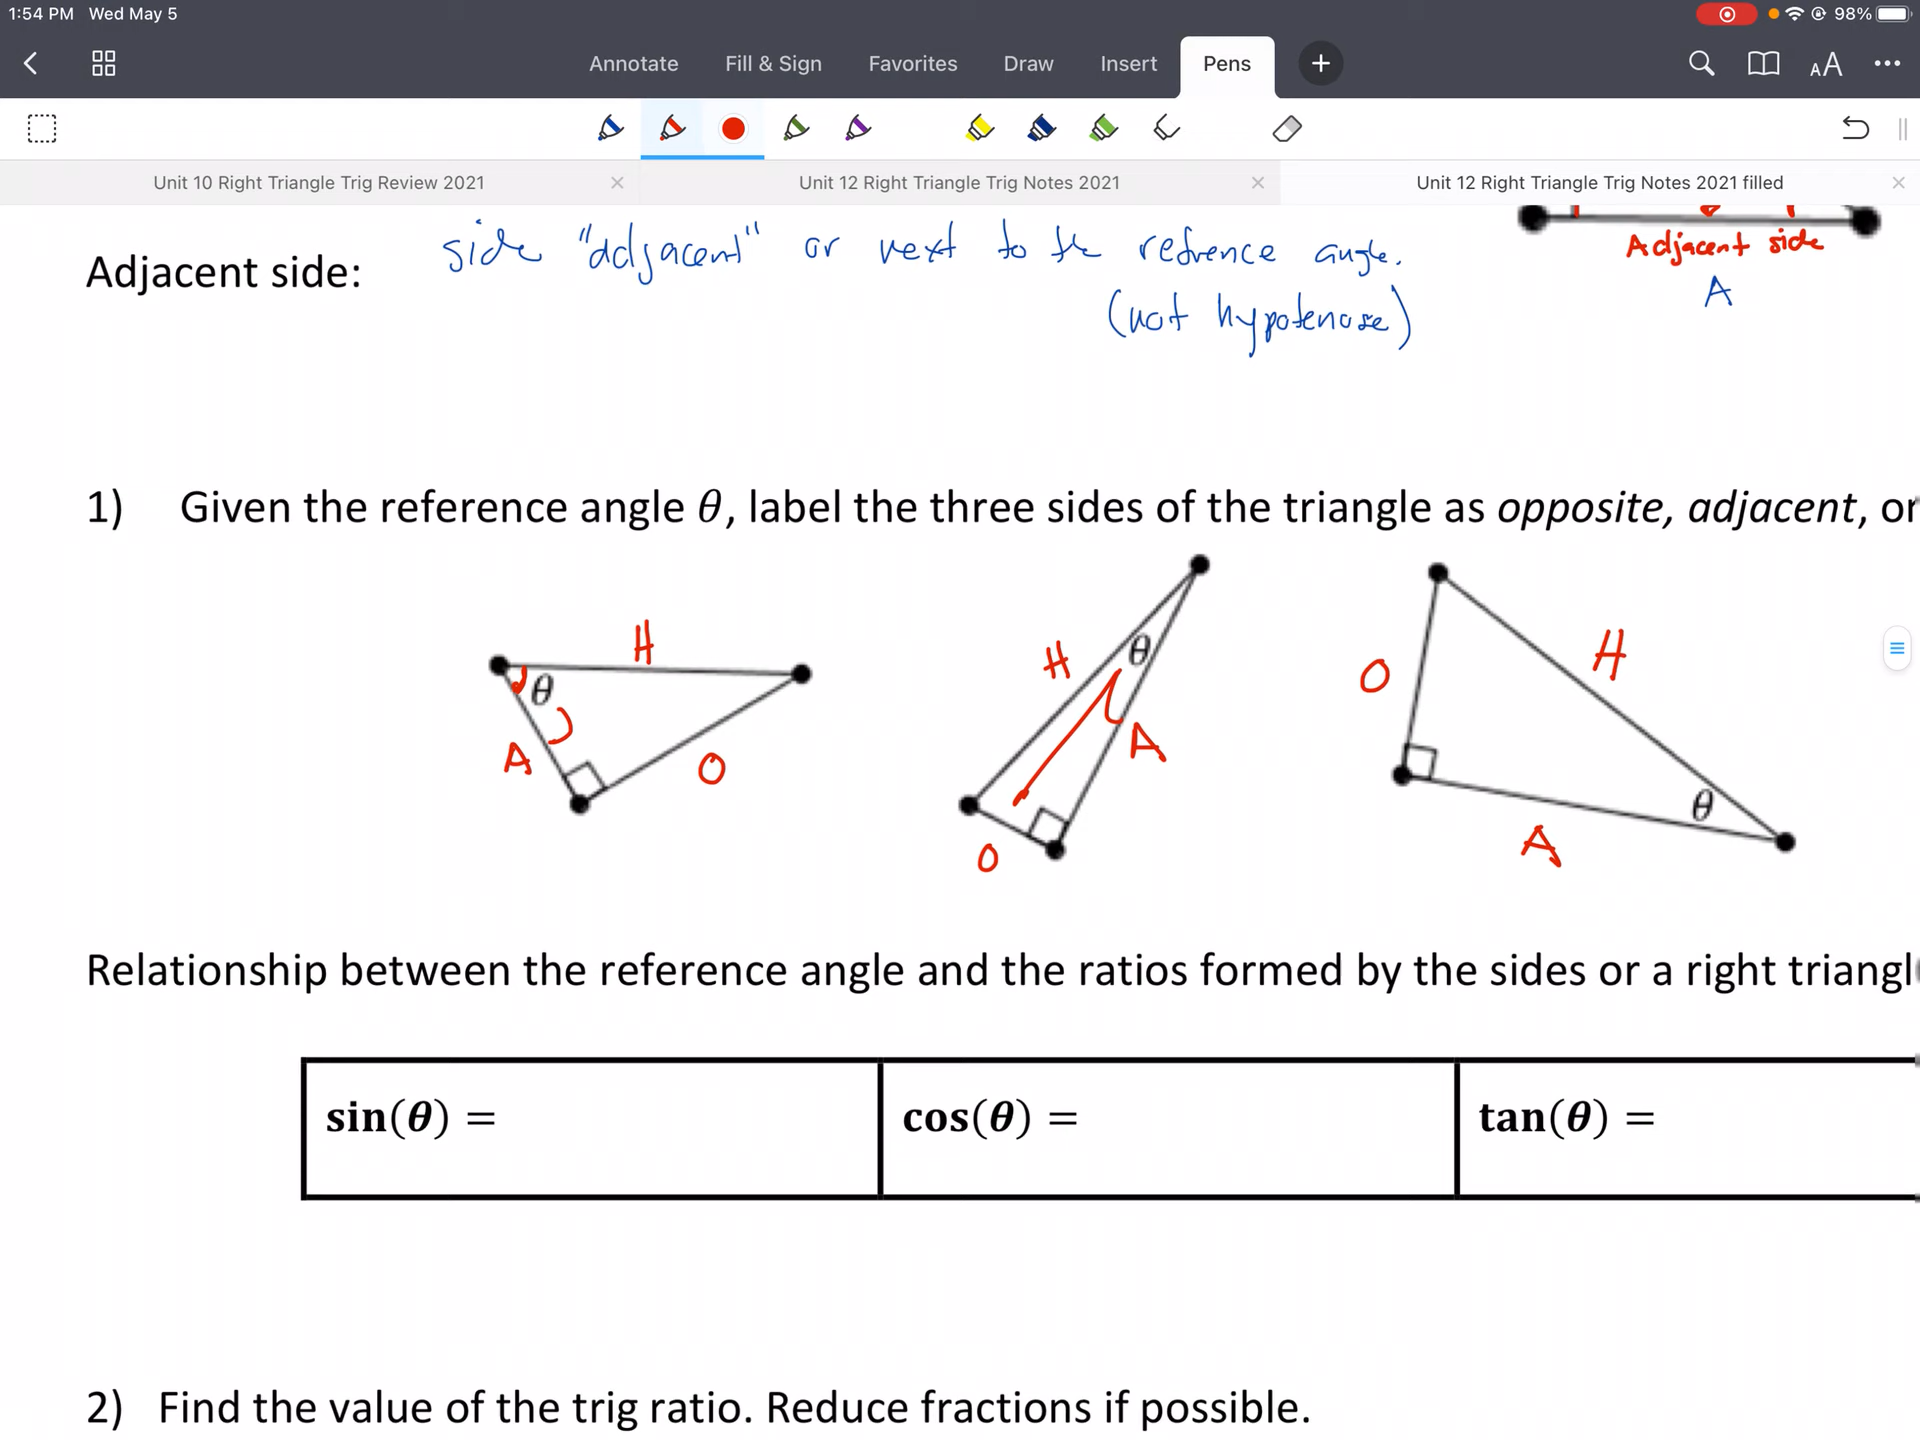 1:54 PM Wed May 5
98%
Annotate Fill & Sign Favorites Draw Insert Pens
AA
Unit 10 Right Triangle Trig Review 2021
Unit 12 Right Triangle Trig Notes 2021
Unit 12 Right Triangle Trig Notes 2021 filled
Adjacent side: side "adjacent" or next to the refrence angle.
(not hypotenuse)
Adjacent side
A
1) Given the reference angle θ, label the three sides of the triangle as opposite, adjacent, or
H
θ
A
O
H
θ
A
O
O
H
θ
A
Relationship between the reference angle and the ratios formed by the sides or a right triangl
sin(θ) =
cos(θ) =
tan(θ) =
2) Find the value of the trig ratio. Reduce fractions if possible.